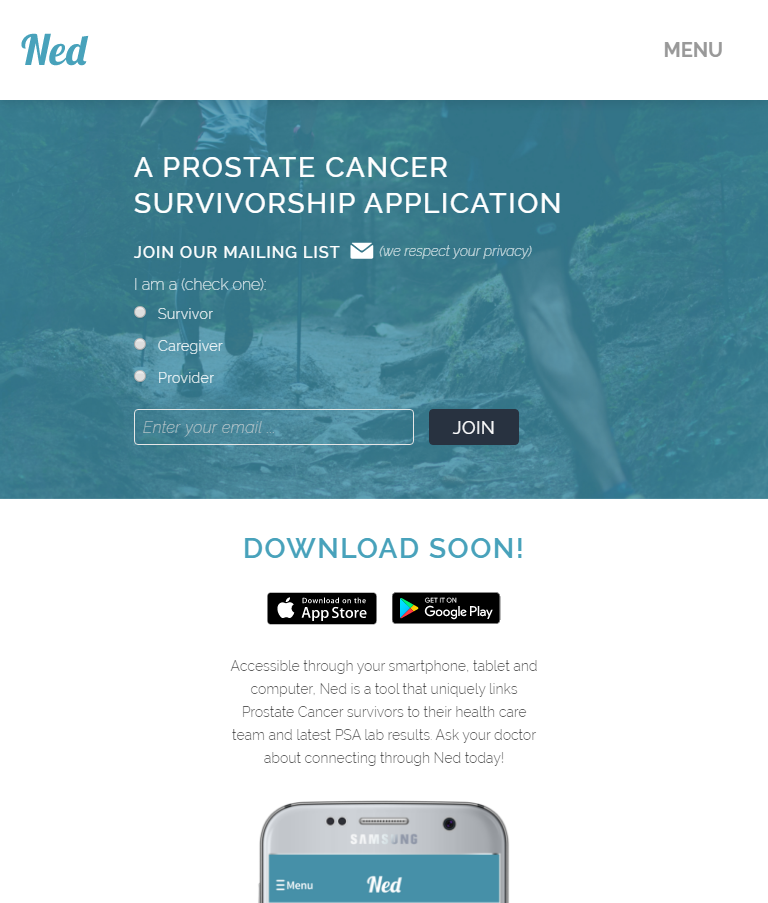 Ned
MENU
A PROSTATE CANCER
SURVIVORSHIP APPLICATION
JOIN OUR MAILING LIST (we respect your privacy)
I am a (check one):
Survivor
Caregiver
Provider
Enter your email ...
JOIN
DOWNLOAD SOON!
Download on the
App Store
GET IT ON
Google Play
Accessible through your smartphone, tablet and
computer, Ned is a tool that uniquely links
Prostate Cancer survivors to their health care
team and latest PSA lab results. Ask your doctor
about connecting through Ned today!
SAMSUNG
Menu
Ned